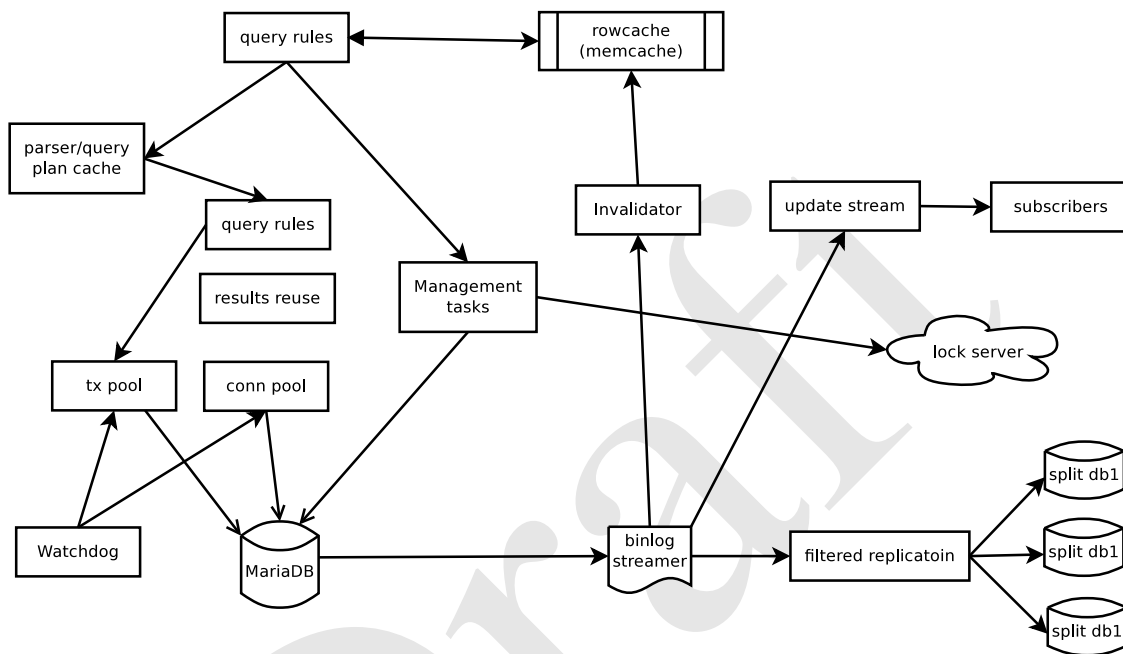 query rules
rowcache
(memcache)
parser/query
plan cache
query rules
Invalidator
update stream
subscribers
results reuse
Management
tasks
lock server
tx pool
conn pool
split db1
Watchdog
MariaDB
binlog
streamer
filtered replicatoin
split db1
split db1
Draft